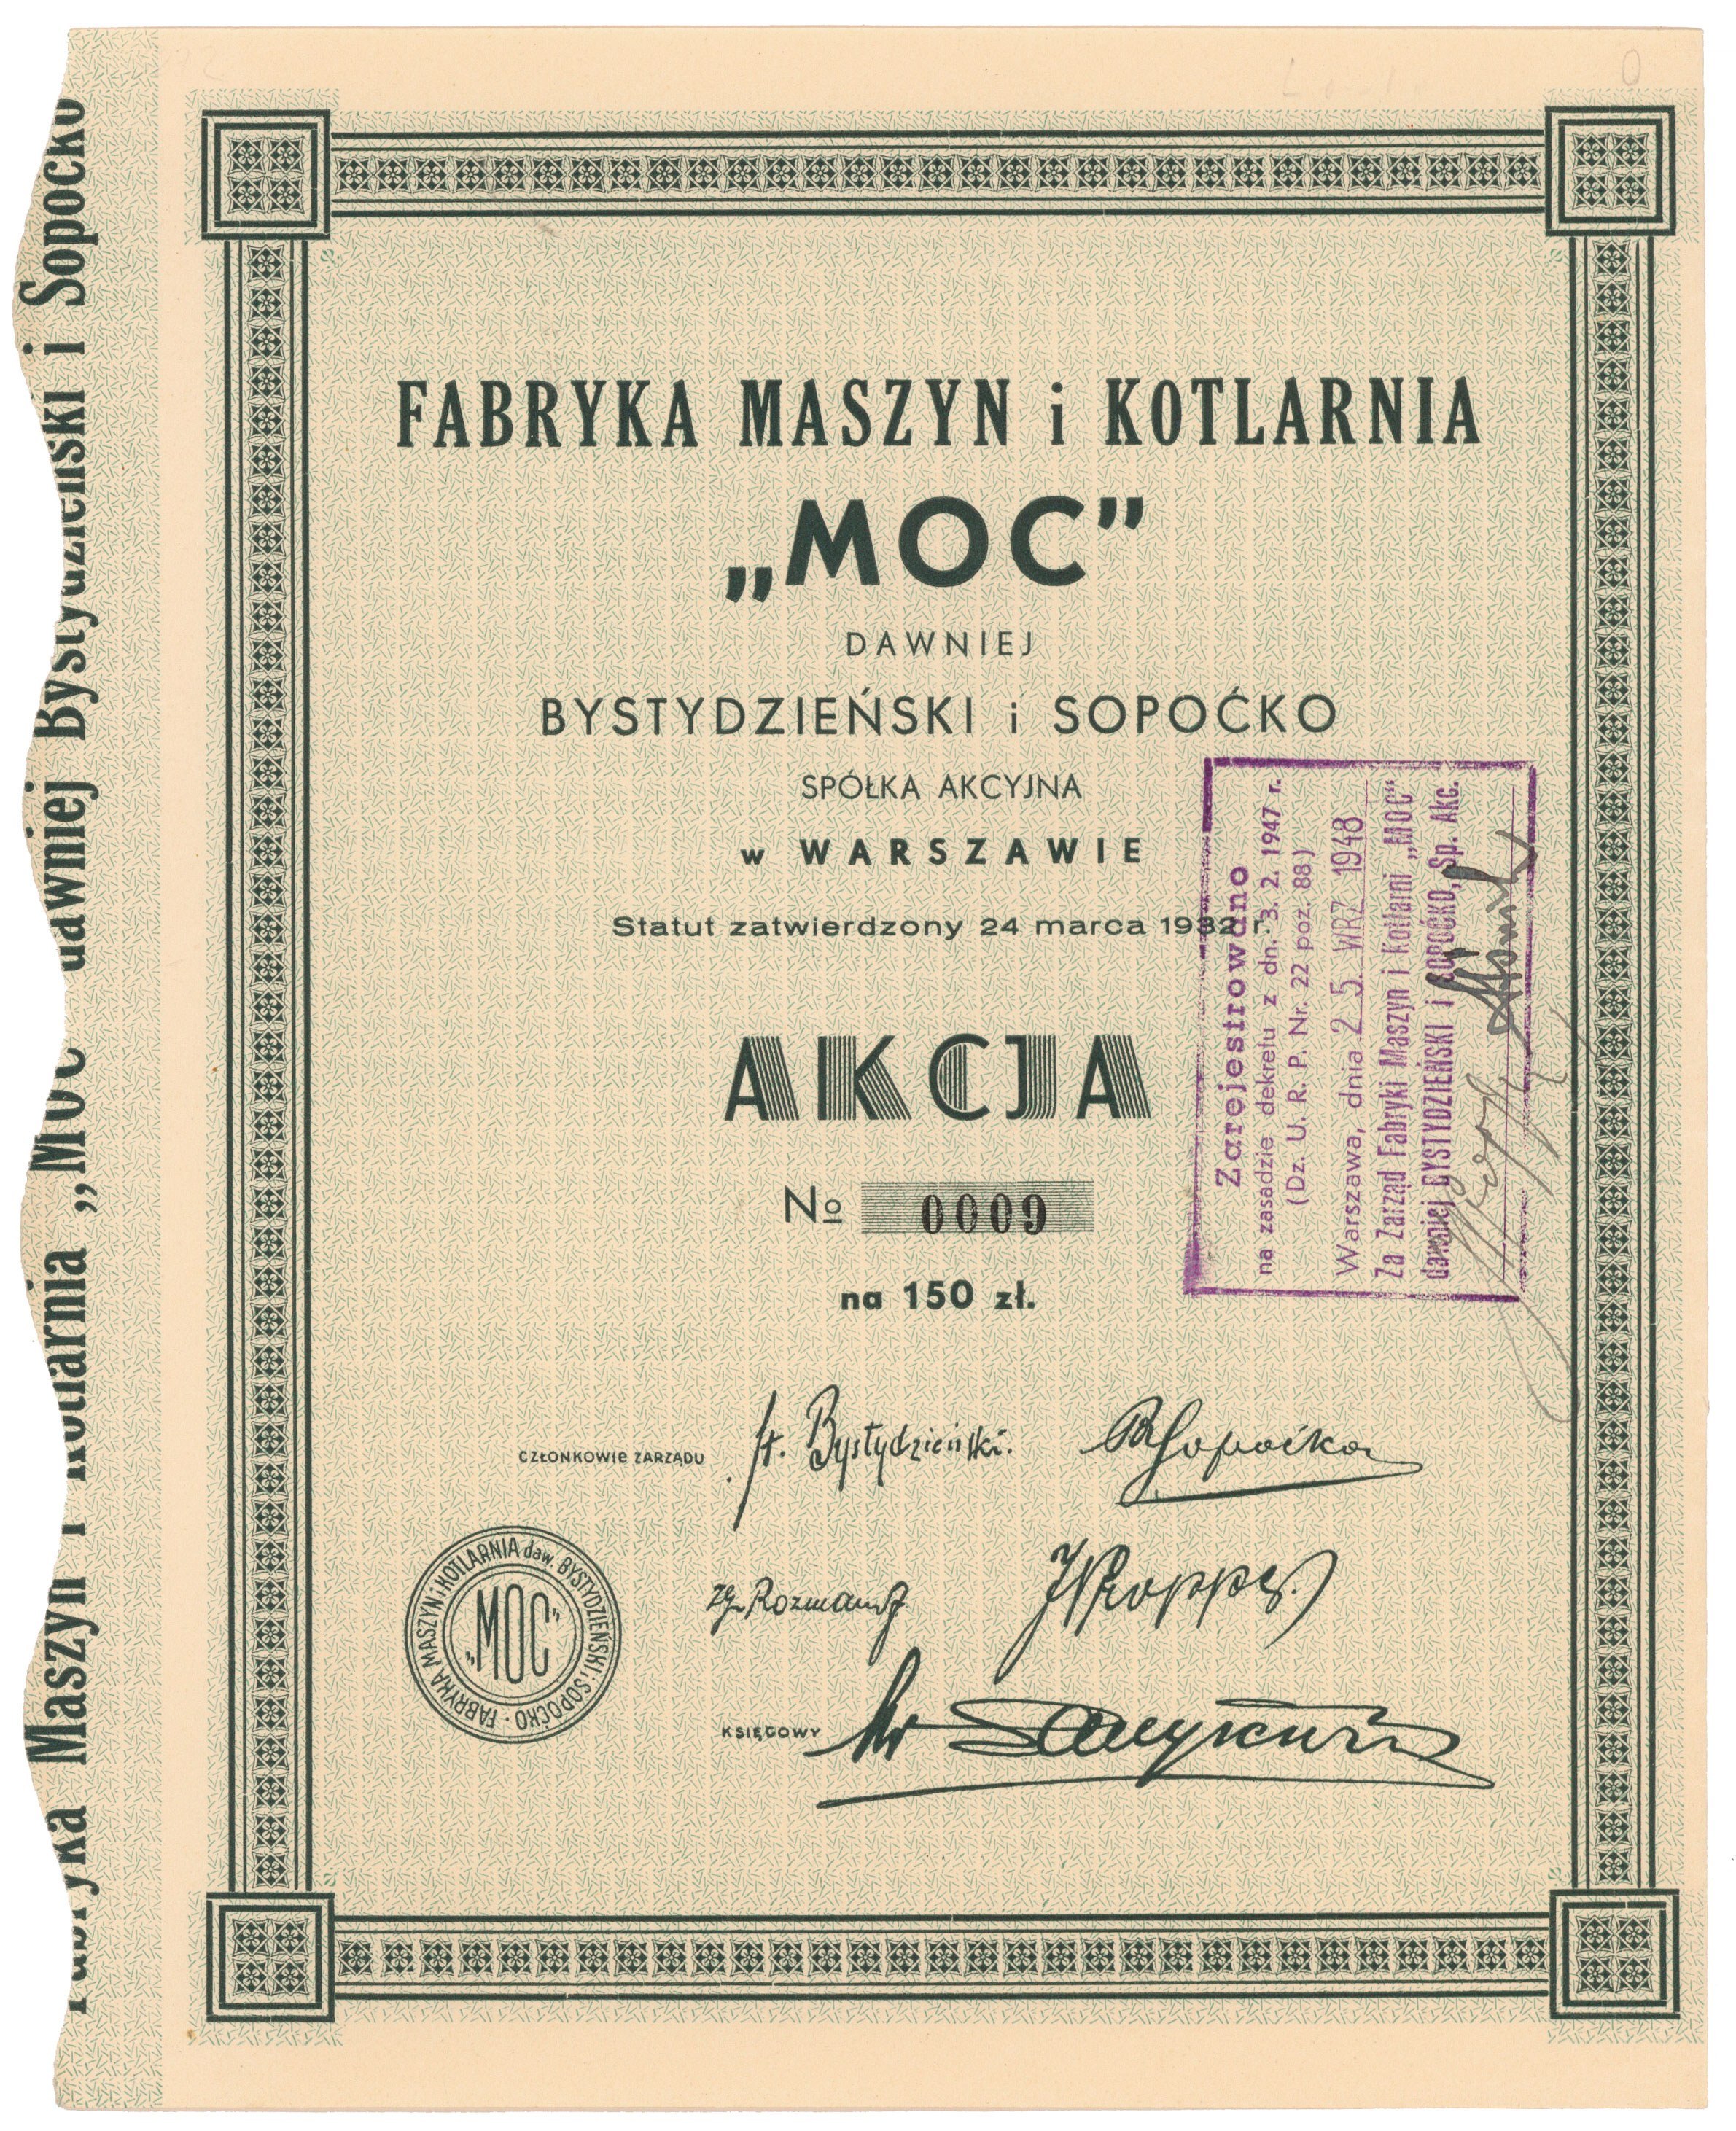 FABRYKA MASZYN i KOTLARNIA
„MOC”
DAWNIEJ
BYSTYDZIEŃSKI i SOPOĆKO
SPÓŁKA AKCYJNA
w WARSZAWIE
Statut zatwierdzony 24 marca 1932 r.
AKCJA
No 0009
na 150 zł.
CZŁONKOWIE ZARZĄDU
St. Bystydzieński.
KSIĘGOWY
FABRYKA MASZYN i KOTLARNIA daw. BYSTYDZIEŃSKI i SOPOĆKO
„MOC”
Zarejestrowano
na zasadzie dekretu z dn. 3. 2. 1947 r.
(Dz. U. R. P. Nr. 22 poz. 88)
Warszawa, dnia 25. WRZ 1948
Za Zarząd Fabryki Maszyn i Kotlarni „MOC”
dawniej BYSTYDZIEŃSKI i SOPOĆKO, Sp. Akc.
Fabryka Maszyn i Kotlarnia „MOC” dawniej Bystydzieński i Sopoćko